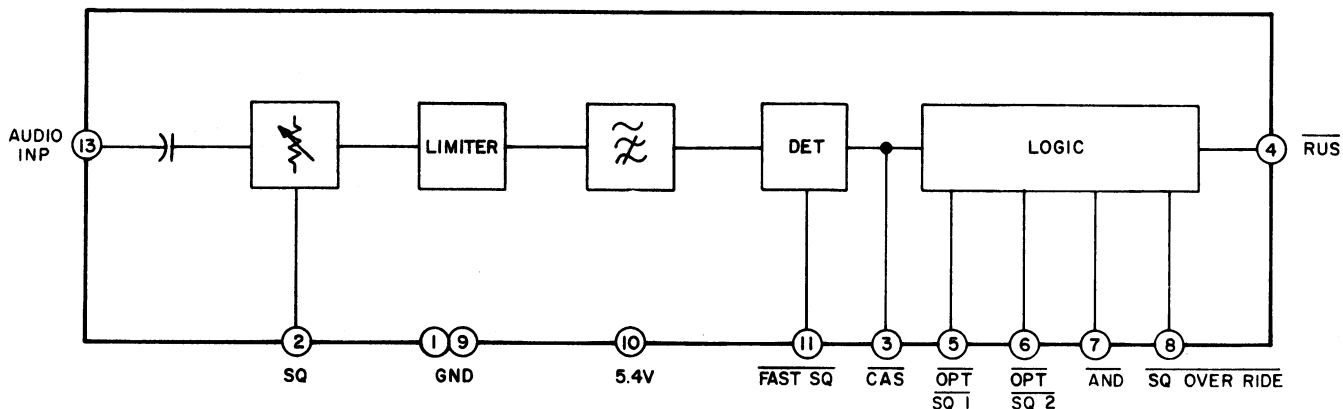 AUDIO
INP
13
LIMITER
DET
LOGIC
4
RUS
2
1
9
10
11
3
5
6
7
8
SQ
GND
5.4V
FAST SQ
CAS
OPT
SQ 1
OPT
SQ 2
AND
SQ OVER RIDE